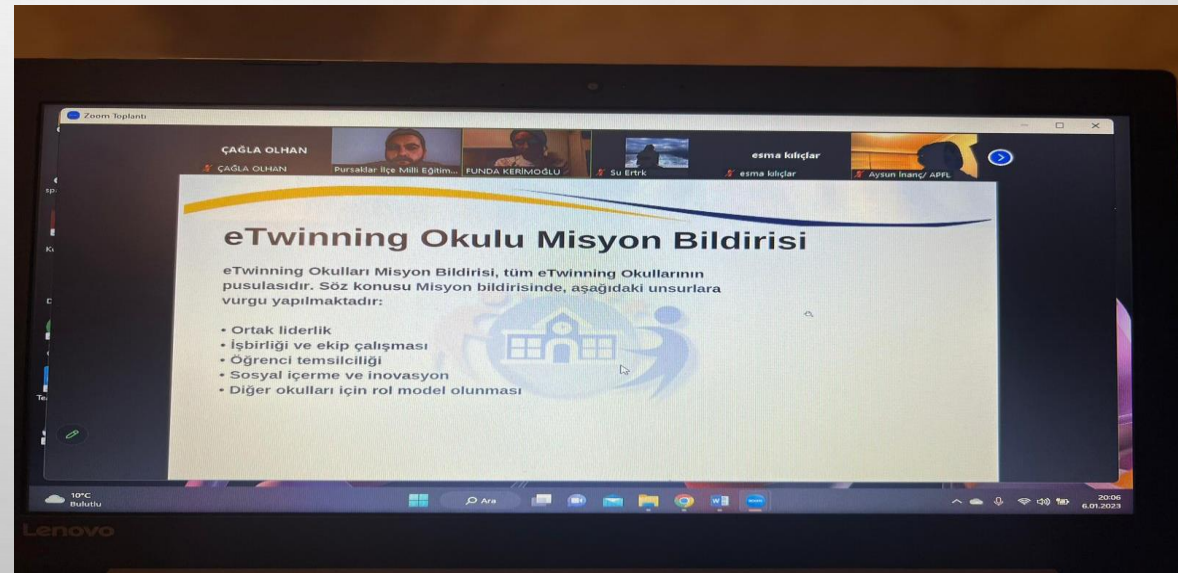 Zoom Toplantı
ÇAĞLA OLHAN
esma kılıçlar
ÇAĞLA OLHAN
Pursaklar İlçe Milli Eğitim...
FUNDA KERİMOĞLU
Su Ertrk
esma kılıçlar
Aysun İnanç/ APFL
eTwinning Okulu Misyon Bildirisi
eTwinning Okulları Misyon Bildirisi, tüm eTwinning Okullarının
pusulasıdır. Söz konusu Misyon bildirisinde, aşağıdaki unsurlara
vurgu yapılmaktadır:
• Ortak liderlik
• İşbirliği ve ekip çalışması
• Öğrenci temsilciliği
• Sosyal içerme ve inovasyon
• Diğer okulları için rol model olunması
10°C
Bulutlu
Ara
20:06
6.01.2023
Lenovo